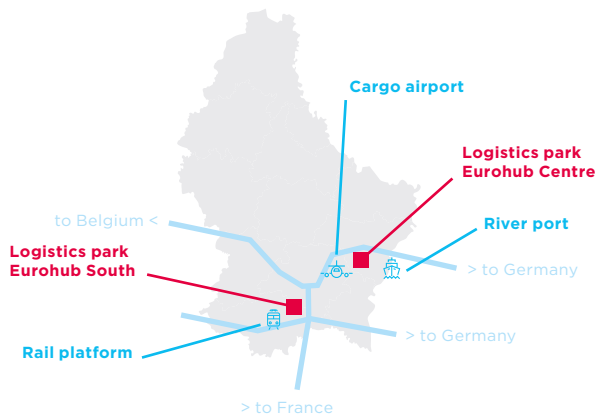 Cargo airport
Logistics park
Eurohub Centre
to Belgium <
River port
Logistics park
Eurohub South
> to Germany
> to Germany
Rail platform
> to France